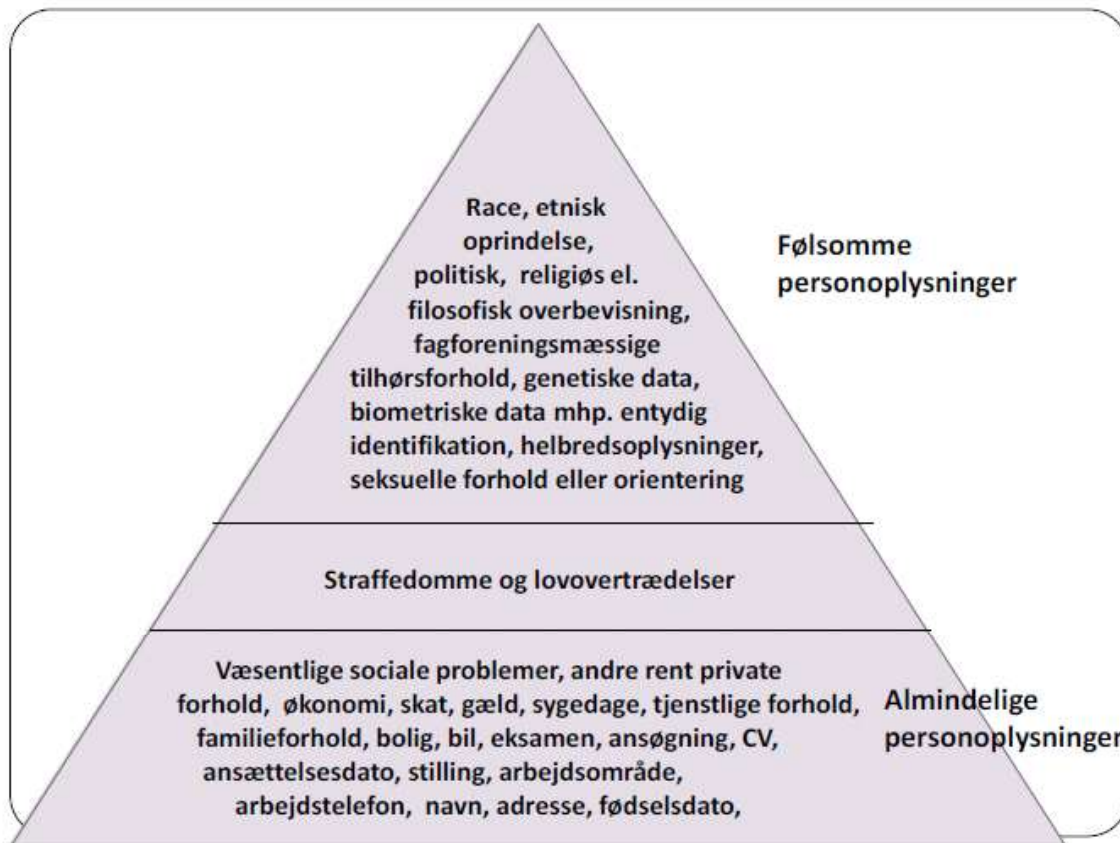 Race, etnisk
oprindelse,
politisk, religiøs el.
filosofisk overbevisning,
fagforeningsmæssige
tilhørsforhold, genetiske data,
biometriske data mhp. entydig
identifikation, helbredsoplysninger,
seksuelle forhold eller orientering
Følsomme
personoplysninger
Straffedomme og lovovertrædelser
Væsentlige sociale problemer, andre rent private
forhold, økonomi, skat, gæld, sygedage, tjenstlige forhold,
familieforhold, bolig, bil, eksamen, ansøgning, CV,
ansættelsesdato, stilling, arbejdsområde,
arbejdstelefon, navn, adresse, fødselsdato,
Almindelige
personoplysninger